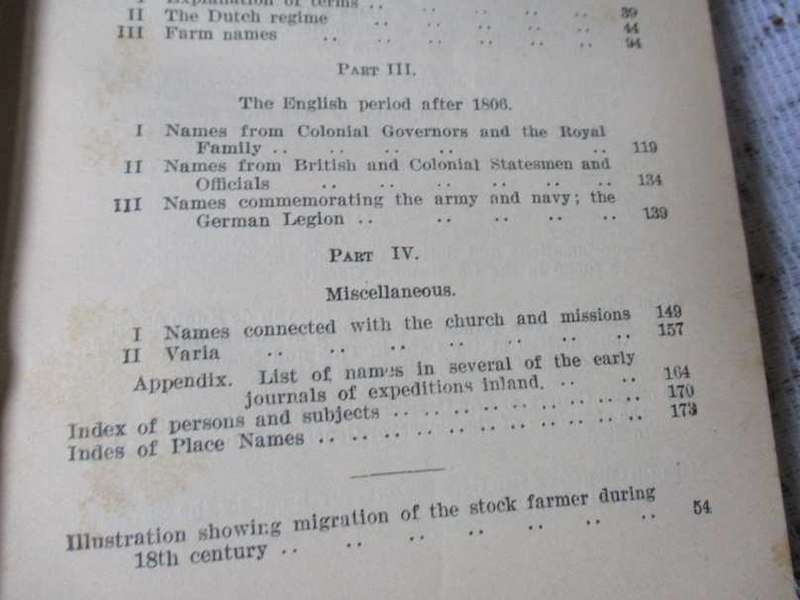 I Explanation of terms .. .. .. .. .. 39
II The Dutch regime .. .. .. .. .. 44
III Farm names .. .. .. .. .. .. 94
PART III.
The English period after 1806.
I Names from Colonial Governors and the Royal
Family .. .. .. .. .. 119
II Names from British and Colonial Statesmen and
Officials .. .. .. .. .. .. 134
III Names commemorating the army and navy; the
German Legion .. .. .. .. .. 139
PART IV.
Miscellaneous.
I Names connected with the church and missions 149
II Varia .. .. .. .. .. .. .. 157
Appendix. List of names in several of the early
journals of expeditions inland. .. .. 164
Index of persons and subjects .. .. .. .. .. .. .. .. .. 170
Indes of Place Names .. .. .. .. .. .. .. .. .. .. .. 173
Illustration showing migration of the stock farmer during
18th century .. .. .. .. .. .. .. 54